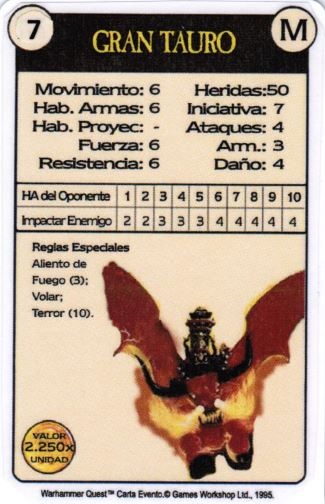 7
M
GRAN TAURO
Movimiento: 6 Heridas:50
Hab. Armas: 6 Iniciativa: 7
Hab. Proyec: - Ataques: 4
Fuerza: 6 Arm.: 3
Resistencia: 6 Daño: 4
HA del Oponente 1 2 3 4 5 6 7 8 9 10
Impactar Enemigo 2 2 3 3 3 4 4 4 4 4
Reglas Especiales
Aliento de
Fuego (3);
Volar;
Terror (10).
VALOR
2.250x
UNIDAD
Warhammer Quest™ Carta Evento.© Games Workshop Ltd., 1995.